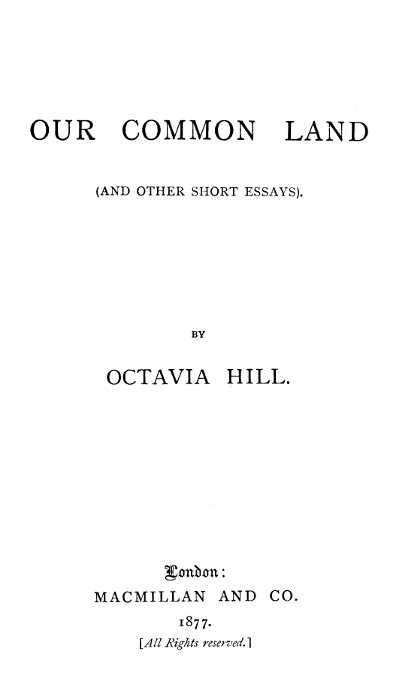 OUR COMMON LAND
(AND OTHER SHORT ESSAYS).
BY
OCTAVIA HILL.
London:
MACMILLAN AND CO.
1877.
[All Rights reserved.]